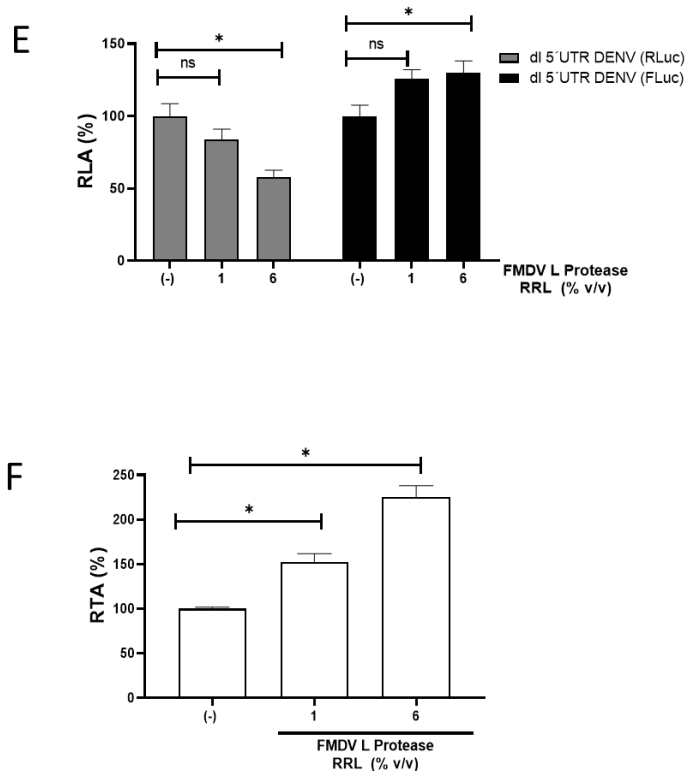 E
RLA (%)
150
100
50
0
*
ns
*
ns
dl 5´UTR DENV (RLuc)
dl 5´UTR DENV (FLuc)
(-) 1 6 (-) 1 6
FMDV L Protease
RRL (% v/v)
F
RTA (%)
250
200
150
100
50
0
*
*
(-) 1 6
FMDV L Protease
RRL (% v/v)